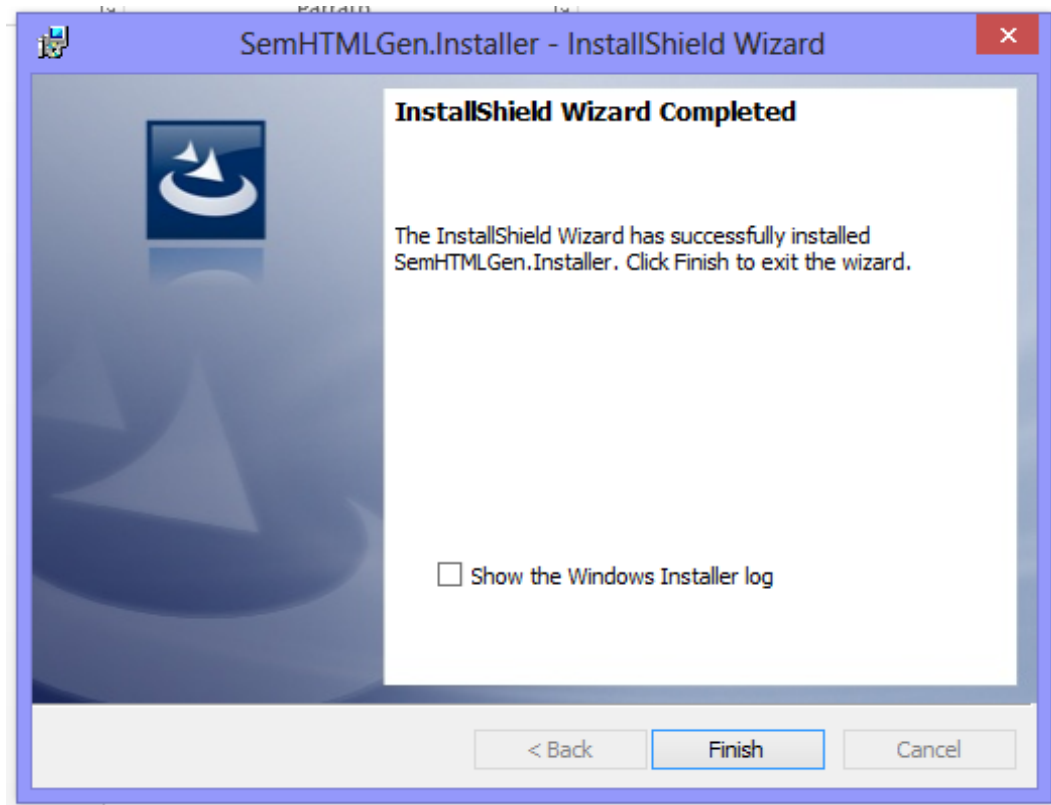 SemHTMLGen.Installer - InstallShield Wizard
InstallShield Wizard Completed
The InstallShield Wizard has successfully installed
SemHTMLGen.Installer. Click Finish to exit the wizard.
Show the Windows Installer log
< Back
Finish
Cancel